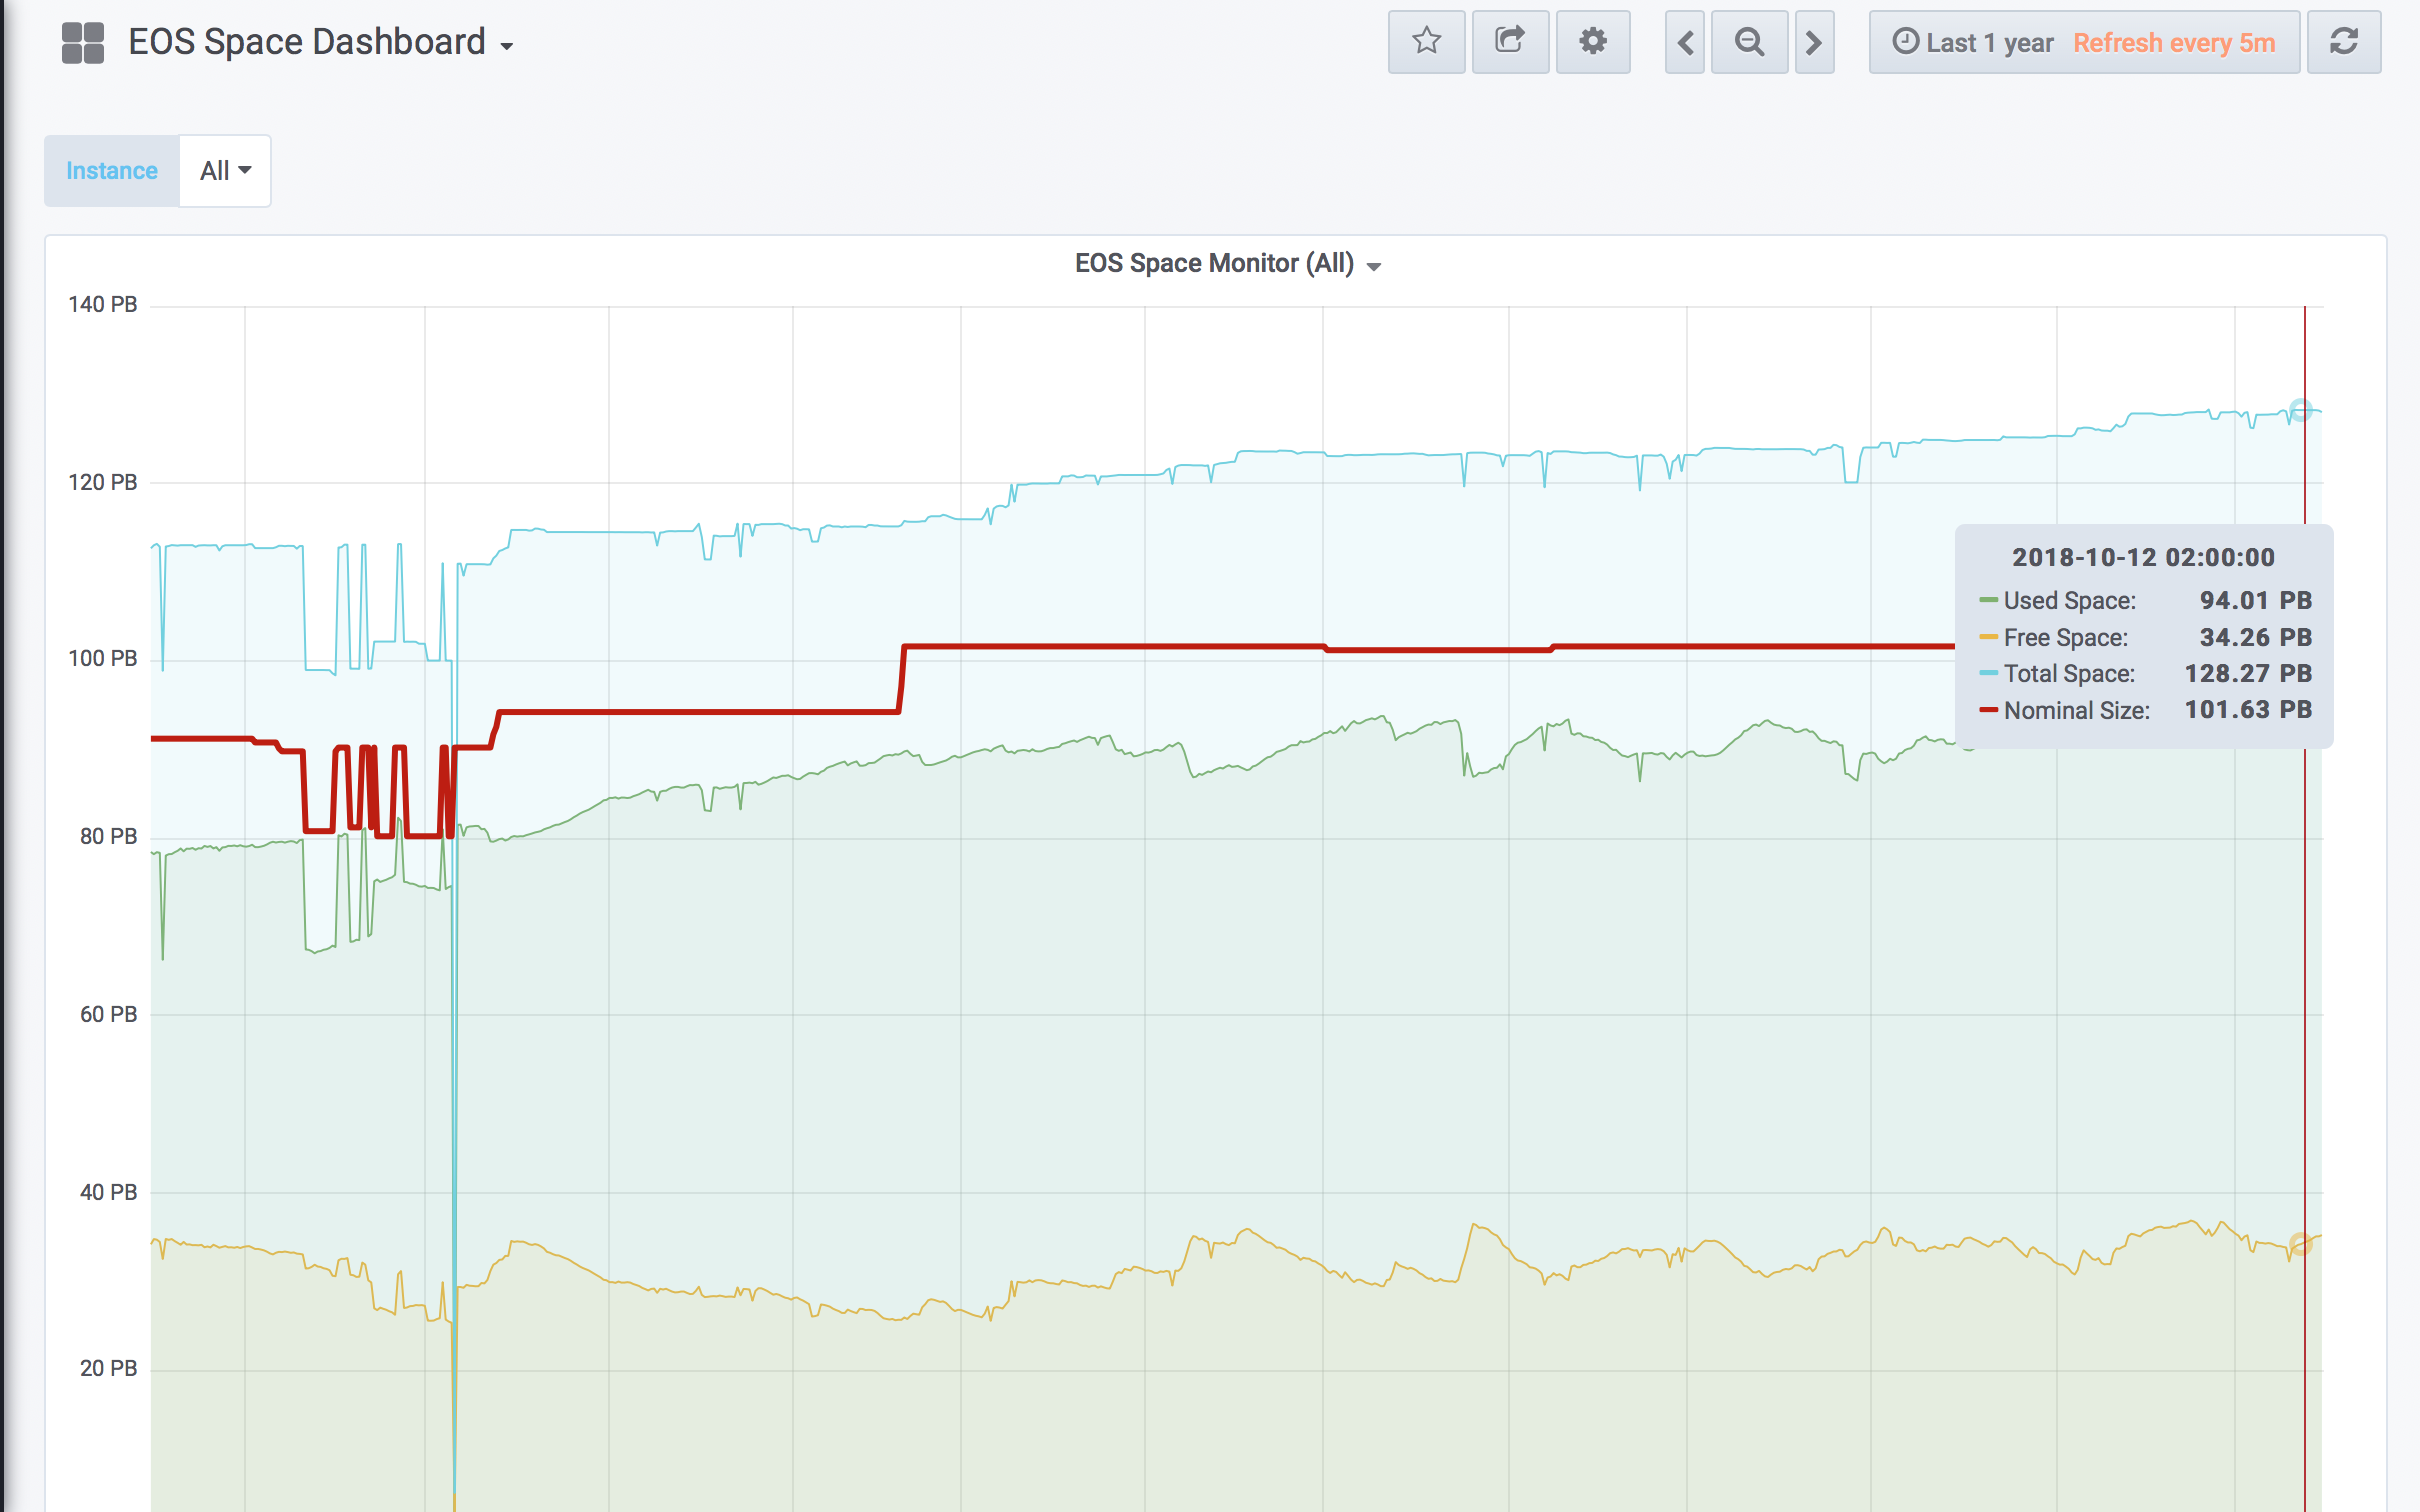 EOS Space Dashboard
Last 1 year Refresh every 5m
Instance All
EOS Space Monitor (All)
140 PB
120 PB
100 PB
80 PB
60 PB
40 PB
20 PB
2018-10-12 02:00:00
Used Space: 94.01 PB
Free Space: 34.26 PB
Total Space: 128.27 PB
Nominal Size: 101.63 PB